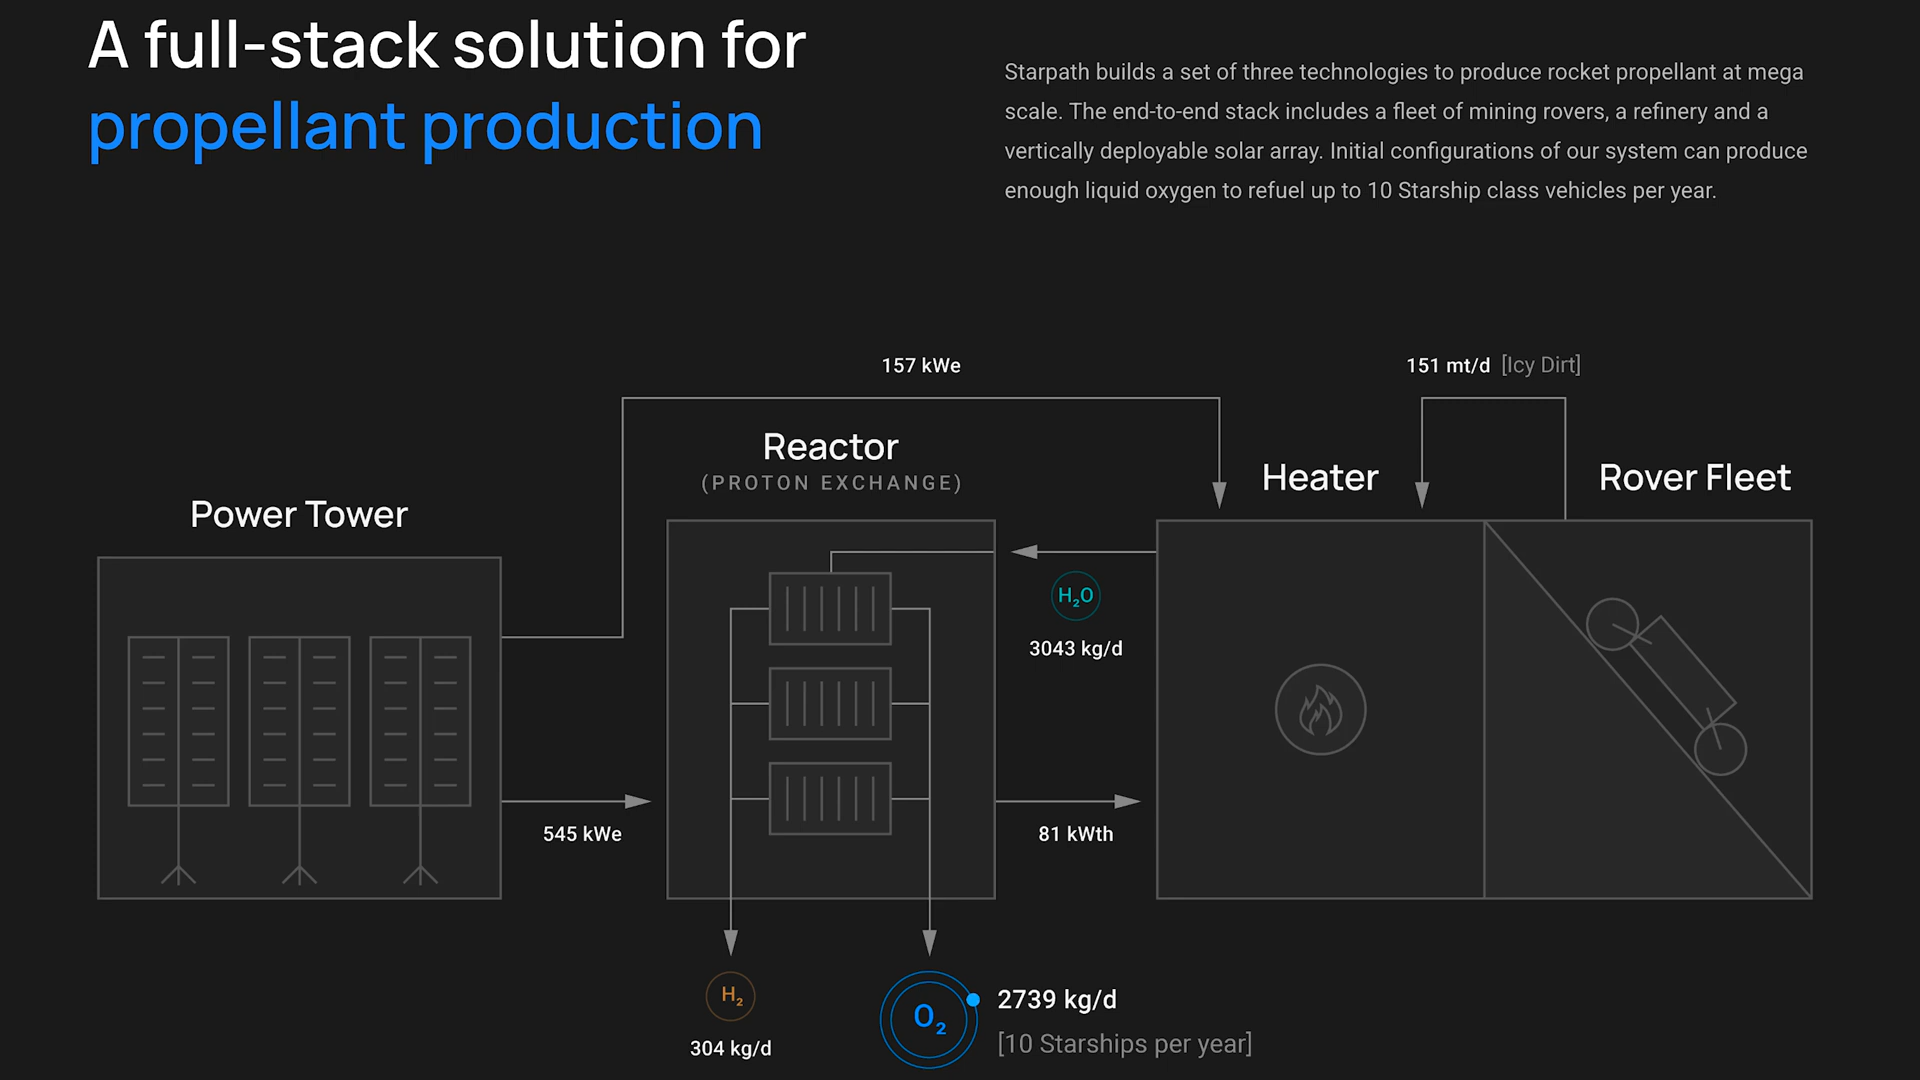 A full-stack solution for
propellant production
Starpath builds a set of three technologies to produce rocket propellant at mega
scale. The end-to-end stack includes a fleet of mining rovers, a refinery and a
vertically deployable solar array. Initial configurations of our system can produce
enough liquid oxygen to refuel up to 10 Starship class vehicles per year.
157 kWe
151 mt/d [Icy Dirt]
Reactor
(PROTON EXCHANGE)
Heater
Rover Fleet
Power Tower
H₂O
3043 kg/d
545 kWe
81 kWth
H₂
304 kg/d
O₂
2739 kg/d
[10 Starships per year]